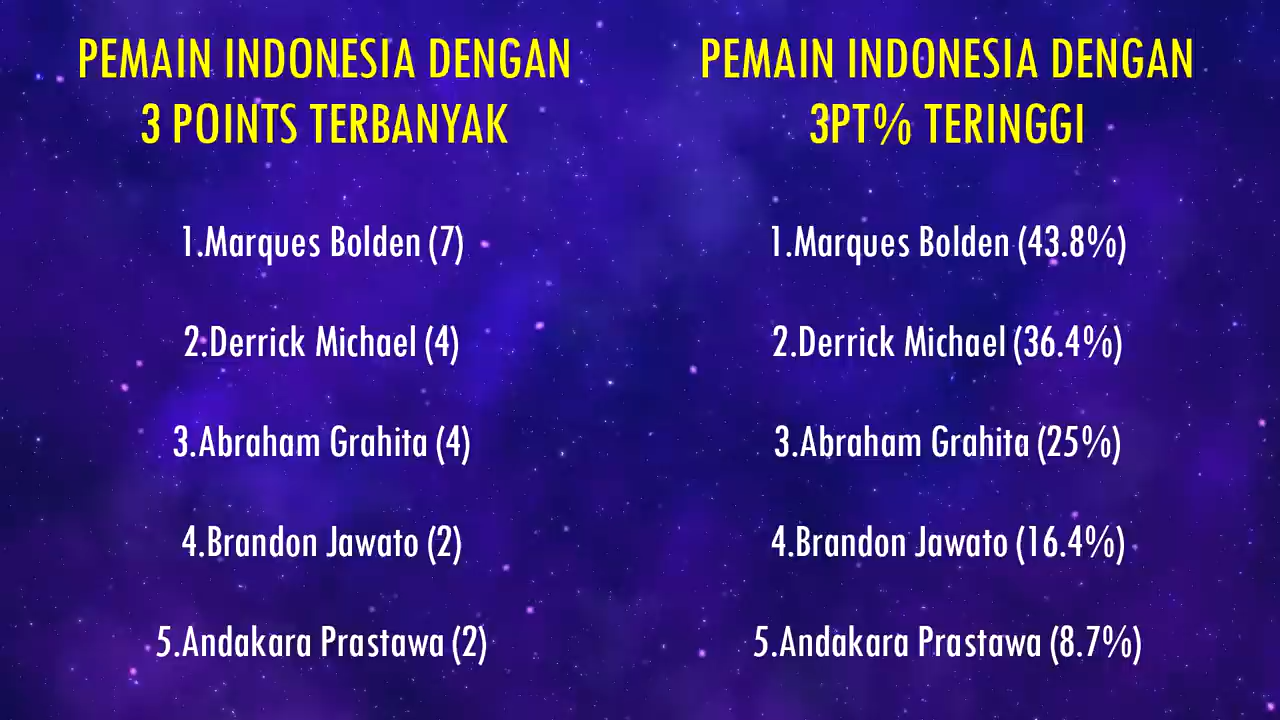 PEMAIN INDONESIA DENGAN
3 POINTS TERBANYAK
1.Marques Bolden (7)
2.Derrick Michael (4)
3.Abraham Grahita (4)
4.Brandon Jawato (2)
5.Andakara Prastawa (2)
PEMAIN INDONESIA DENGAN
3PT% TERINGGI
1.Marques Bolden (43.8%)
2.Derrick Michael (36.4%)
3.Abraham Grahita (25%)
4.Brandon Jawato (16.4%)
5.Andakara Prastawa (8.7%)